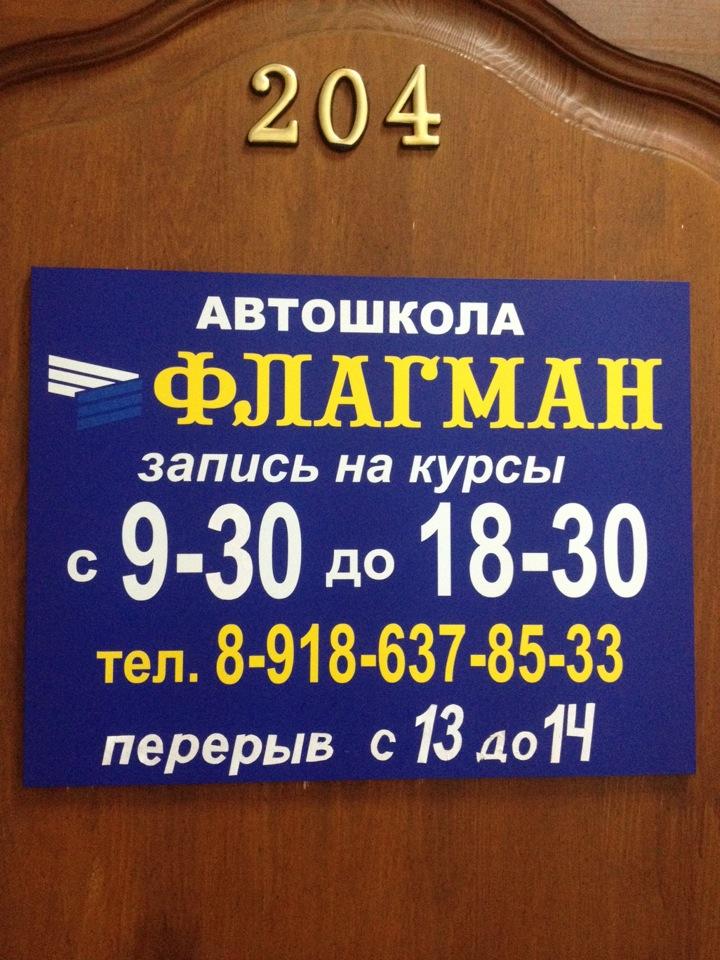 204
АВТОШКОЛА
ФЛАГМАН
запись на курсы
с 9-30 до 18-30
тел. 8-918-637-85-33
перерыв с 13 до 14